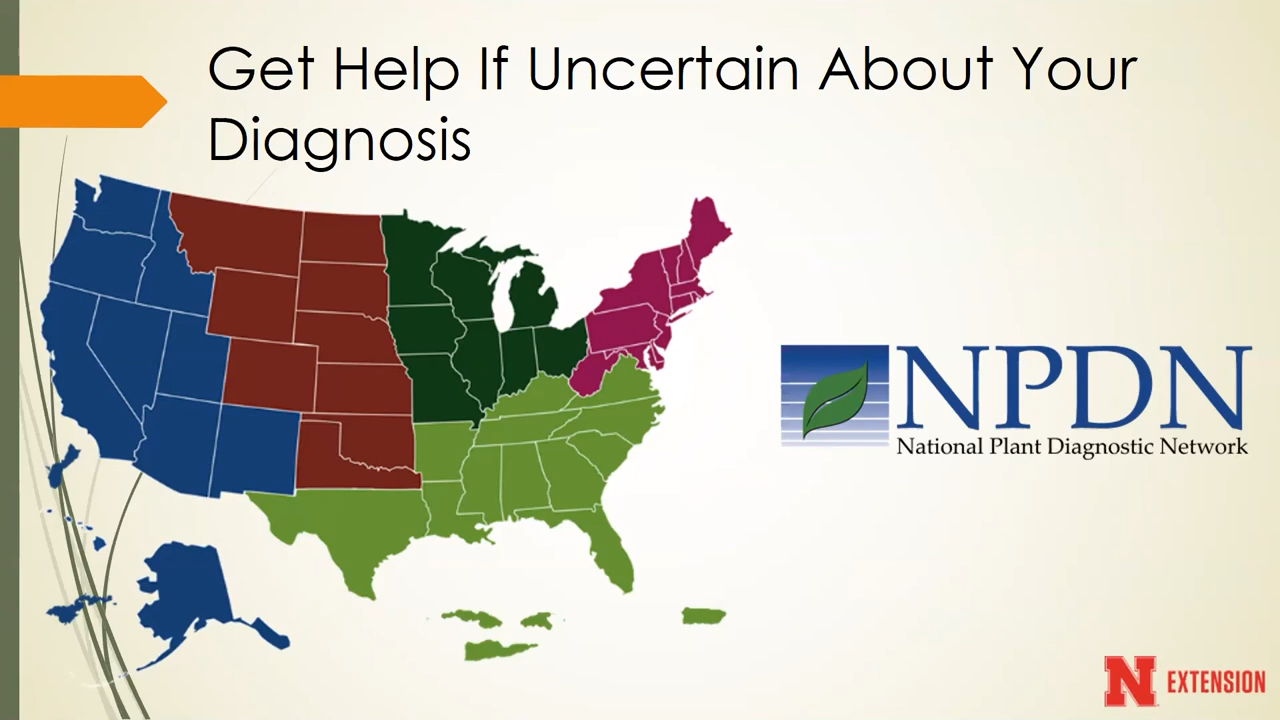 Get Help If Uncertain About Your
Diagnosis
NPDN
National Plant Diagnostic Network
N EXTENSION